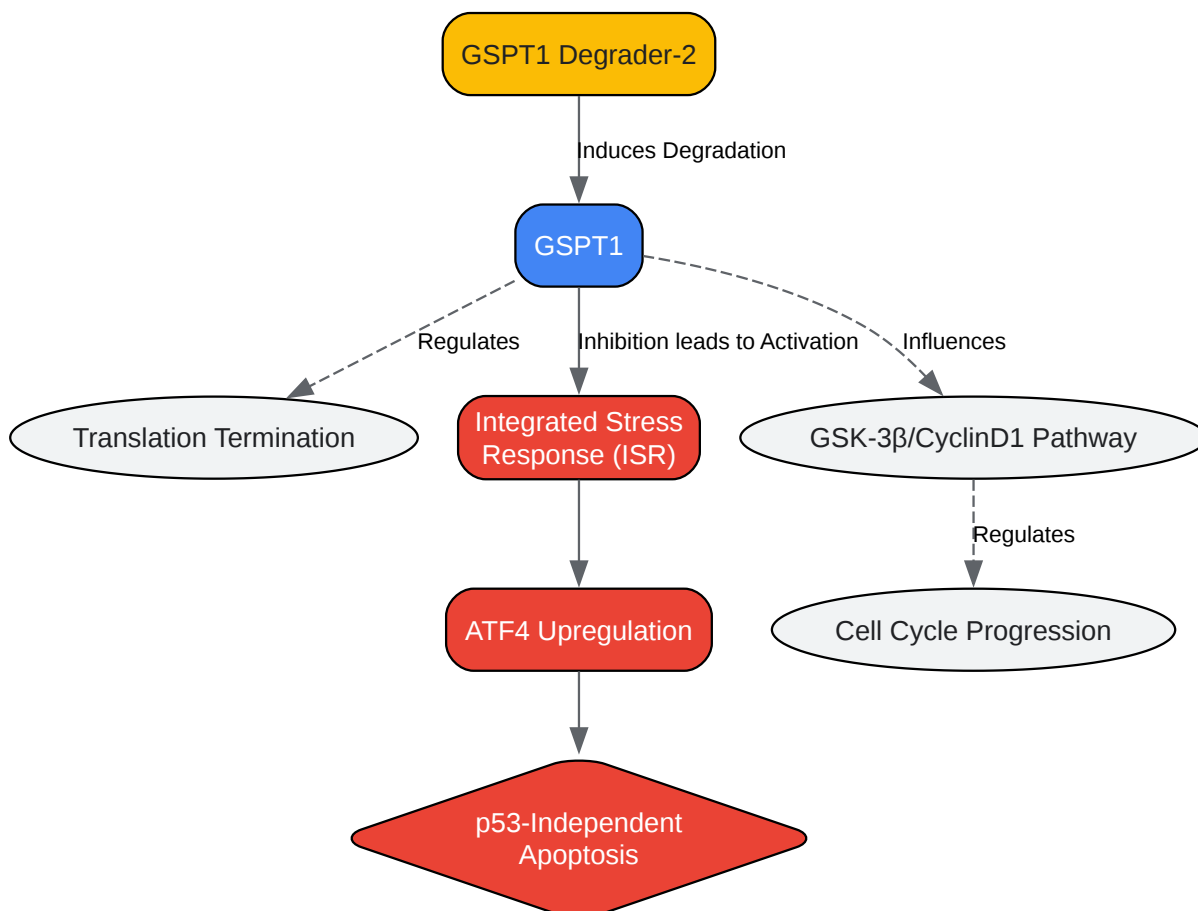 GSPT1 Degrader-2
Induces Degradation
GSPT1
Regulates
Inhibition leads to Activation
Influences
Translation Termination
Integrated Stress
Response (ISR)
GSK-3β/CyclinD1 Pathway
Regulates
ATF4 Upregulation
Cell Cycle Progression
p53-Independent
Apoptosis